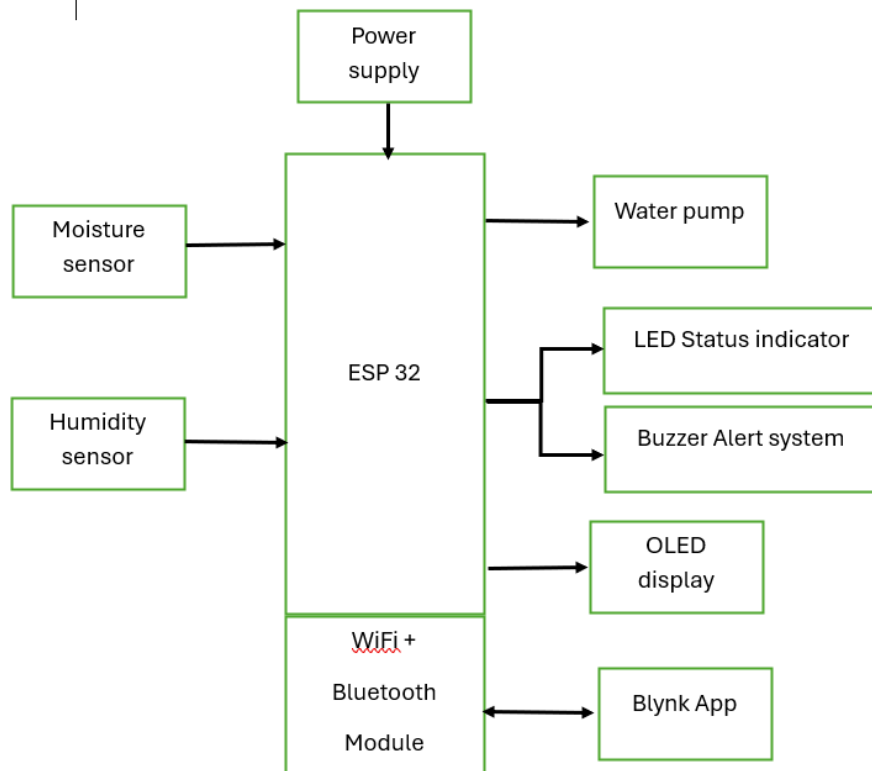 Power
supply
Moisture
sensor
Water pump
LED Status indicator
ESP 32
Humidity
sensor
Buzzer Alert system
OLED
display
WiFi +
Bluetooth
Module
Blynk App